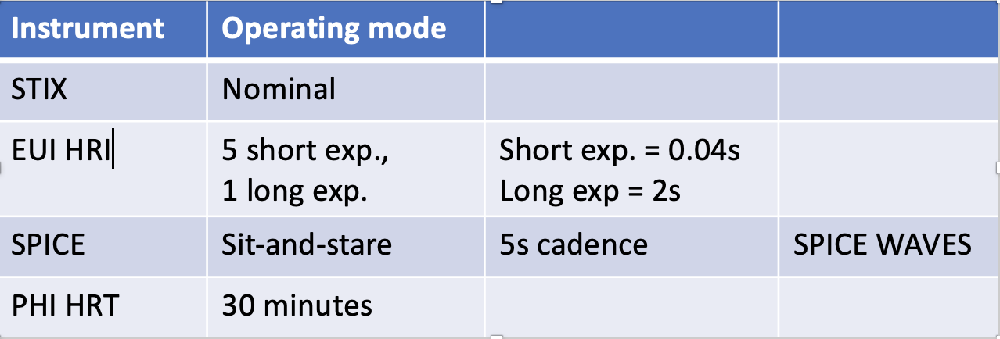 Instrument Operating mode
STIX Nominal
EUI HRI 5 short exp., Short exp. = 0.04s
1 long exp. Long exp = 2s
SPICE Sit-and-stare 5s cadence SPICE WAVES
PHI HRT 30 minutes